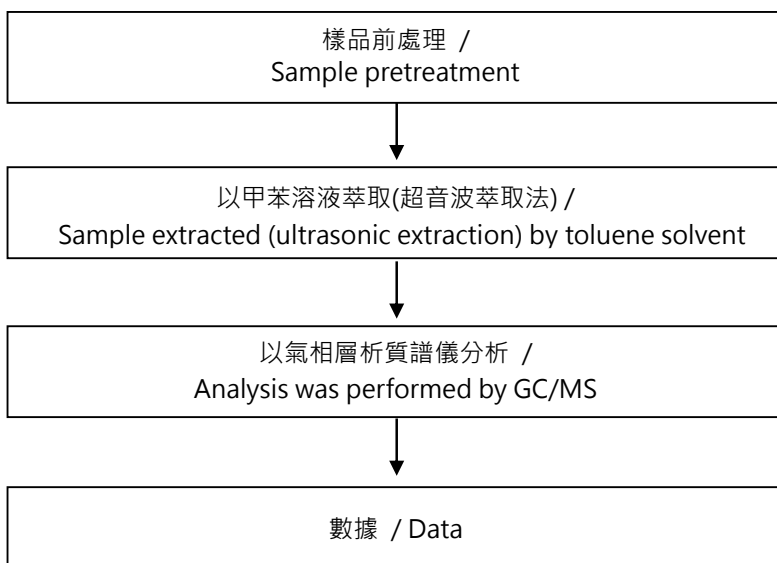 樣品前處理 /
Sample pretreatment
以甲苯溶液萃取(超音波萃取法) /
Sample extracted (ultrasonic extraction) by toluene solvent
以氣相層析質譜儀分析 /
Analysis was performed by GC/MS
數據 / Data